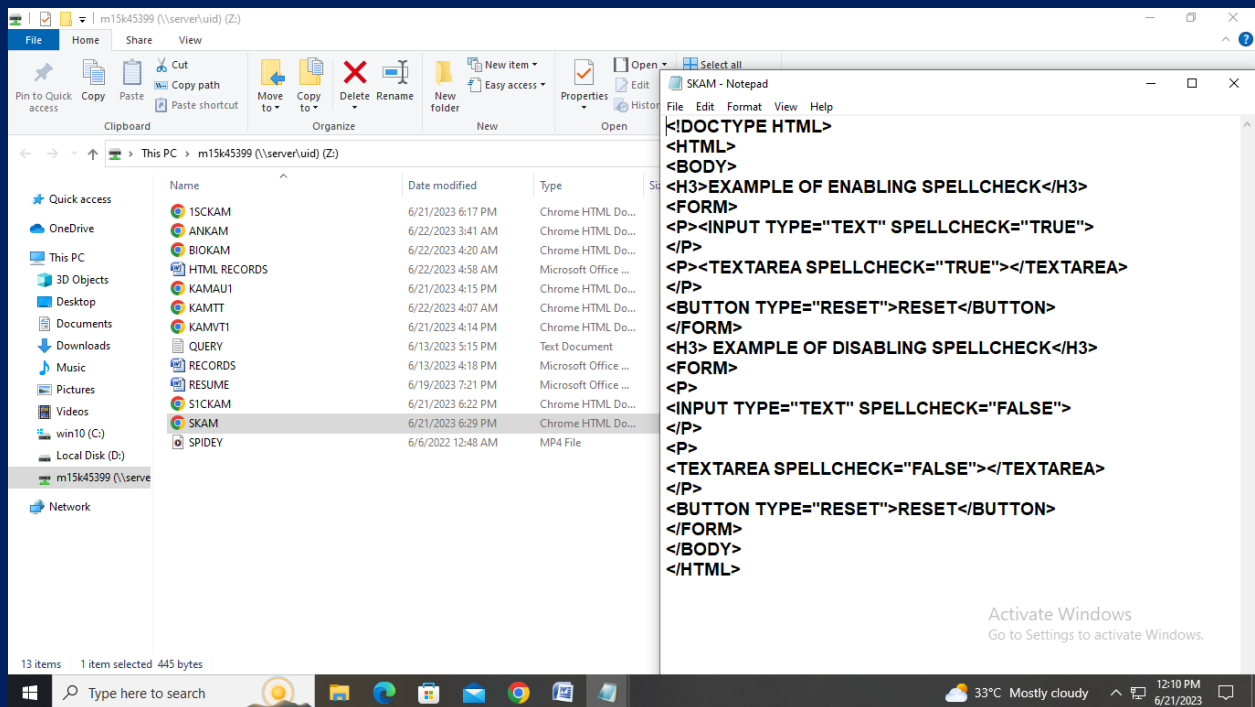 m15k45399 (\\server\uid) (Z:)
File Home Share View
Pin to Quick access
Copy
Paste
Cut
Copy path
Paste shortcut
Clipboard
Move to
Copy to
Delete
Rename
Organize
New folder
New item
Easy access
New
Properties
Open
Edit
Histor
Open
Select all
This PC > m15k45399 (\\server\uid) (Z:)
Quick access
OneDrive
This PC
3D Objects
Desktop
Documents
Downloads
Music
Pictures
Videos
win10 (C:)
Local Disk (D:)
m15k45399 (\\serve
Network
Name Date modified Type Si
1SCKAM 6/21/2023 6:17 PM Chrome HTML Do...
ANKAM 6/22/2023 3:41 AM Chrome HTML Do...
BIOKAM 6/22/2023 4:20 AM Chrome HTML Do...
HTML RECORDS 6/22/2023 4:58 AM Microsoft Office ...
KAMAU1 6/21/2023 4:15 PM Chrome HTML Do...
KAMTT 6/22/2023 4:07 AM Chrome HTML Do...
KAMVT1 6/21/2023 4:14 PM Chrome HTML Do...
QUERY 6/13/2023 5:15 PM Text Document
RECORDS 6/13/2023 4:18 PM Microsoft Office ...
RESUME 6/19/2023 7:21 PM Microsoft Office ...
S1CKAM 6/21/2023 6:22 PM Chrome HTML Do...
SKAM 6/21/2023 6:29 PM Chrome HTML Do...
SPIDEY 6/6/2022 12:48 AM MP4 File
13 items 1 item selected 445 bytes
SKAM - Notepad
File Edit Format View Help
<!DOCTYPE HTML>
<HTML>
<BODY>
<H3>EXAMPLE OF ENABLING SPELLCHECK</H3>
<FORM>
<P><INPUT TYPE="TEXT" SPELLCHECK="TRUE">
</P>
<P><TEXTAREA SPELLCHECK="TRUE"></TEXTAREA>
</P>
<BUTTON TYPE="RESET">RESET</BUTTON>
</FORM>
<H3> EXAMPLE OF DISABLING SPELLCHECK</H3>
<FORM>
<P>
<INPUT TYPE="TEXT" SPELLCHECK="FALSE">
</P>
<P>
<TEXTAREA SPELLCHECK="FALSE"></TEXTAREA>
</P>
<BUTTON TYPE="RESET">RESET</BUTTON>
</FORM>
</BODY>
</HTML>
Activate Windows
Go to Settings to activate Windows.
Type here to search
33°C Mostly cloudy
12:10 PM
6/21/2023